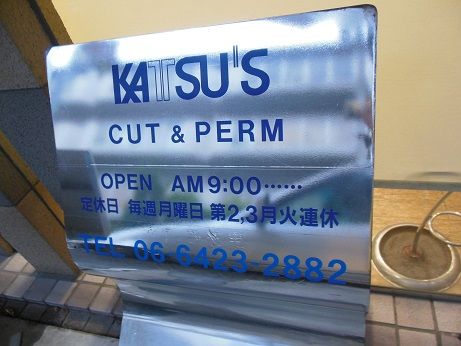 KATSU'S
CUT & PERM
OPEN AM9:00……
定休日 毎週月曜日 第2,3月火連休
TEL 06-6423-2882